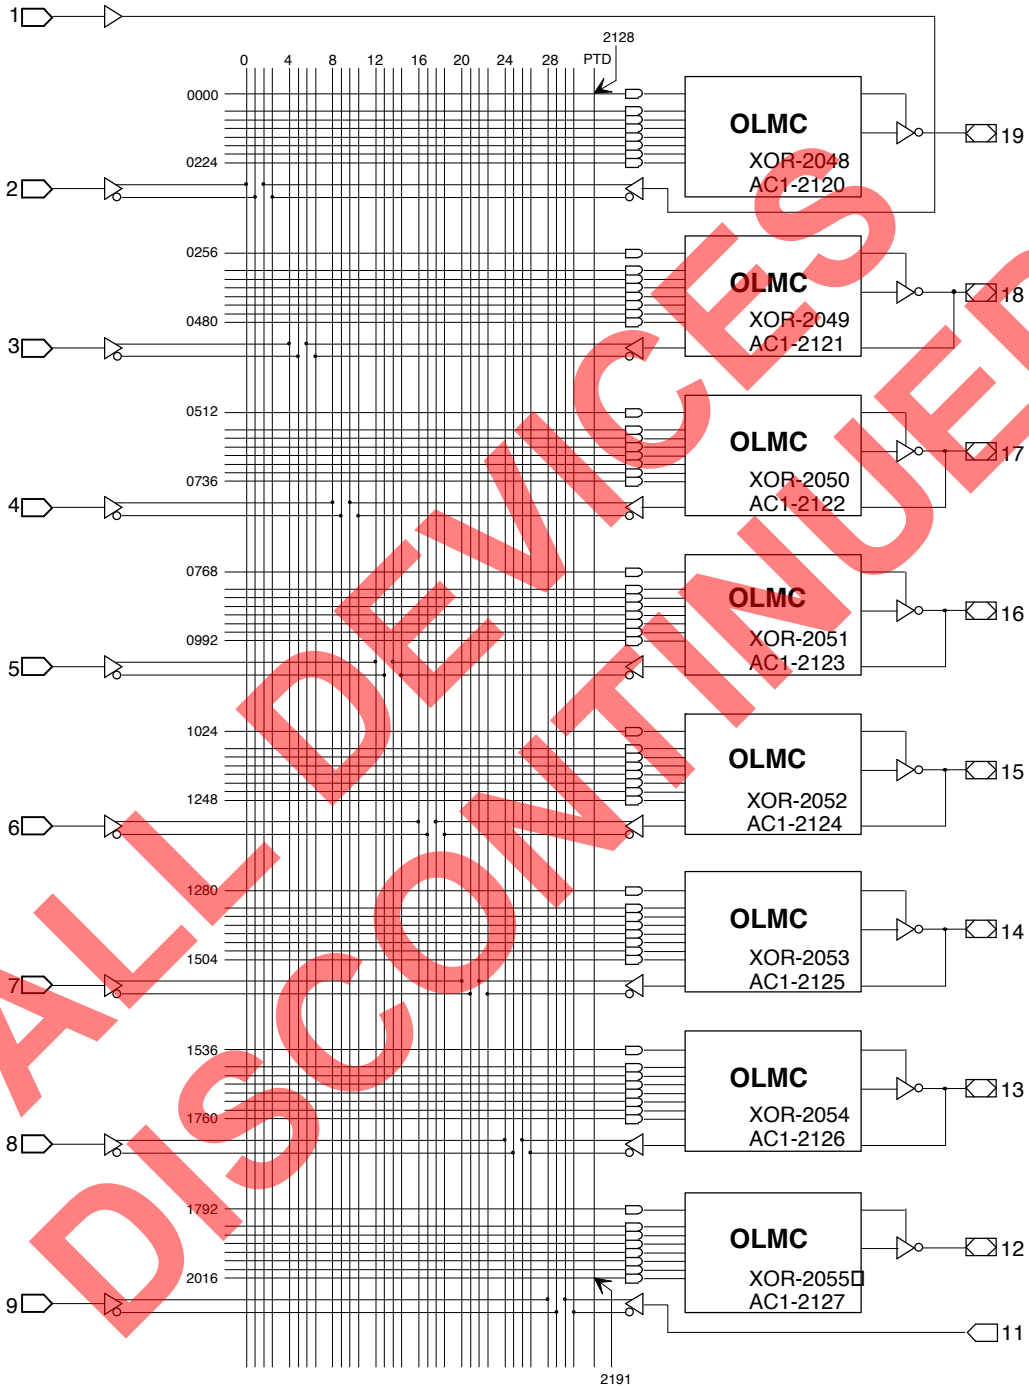 1
2128
0 4 8 12 16 20 24 28 PTD
0000
OLMC
19
0224
XOR-2048
AC1-2120
2
0256
OLMC
18
0480
XOR-2049
AC1-2121
3
0512
OLMC
17
0736
XOR-2050
AC1-2122
4
0768
OLMC
16
0992
XOR-2051
AC1-2123
5
1024
OLMC
15
1248
XOR-2052
AC1-2124
6
1280
OLMC
14
1504
XOR-2053
AC1-2125
7
1536
OLMC
13
1760
XOR-2054
AC1-2126
8
1792
OLMC
12
2016
XOR-2055
AC1-2127
9
11
2191
ALL DEVICES
DISCONTINUED